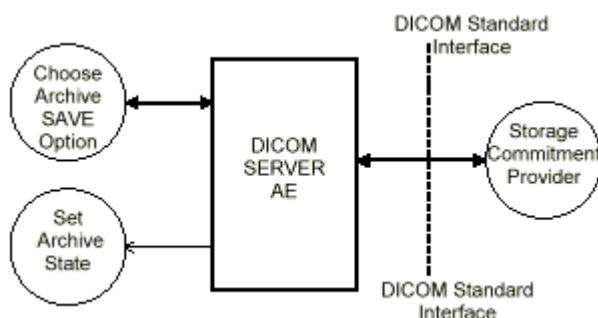 DICOM Standard
Interface
Choose
Archive
SAVE
Option
DICOM
SERVER
AE
Storage
Commitment
Provider
Set
Archive
State
DICOM Standard
Interface